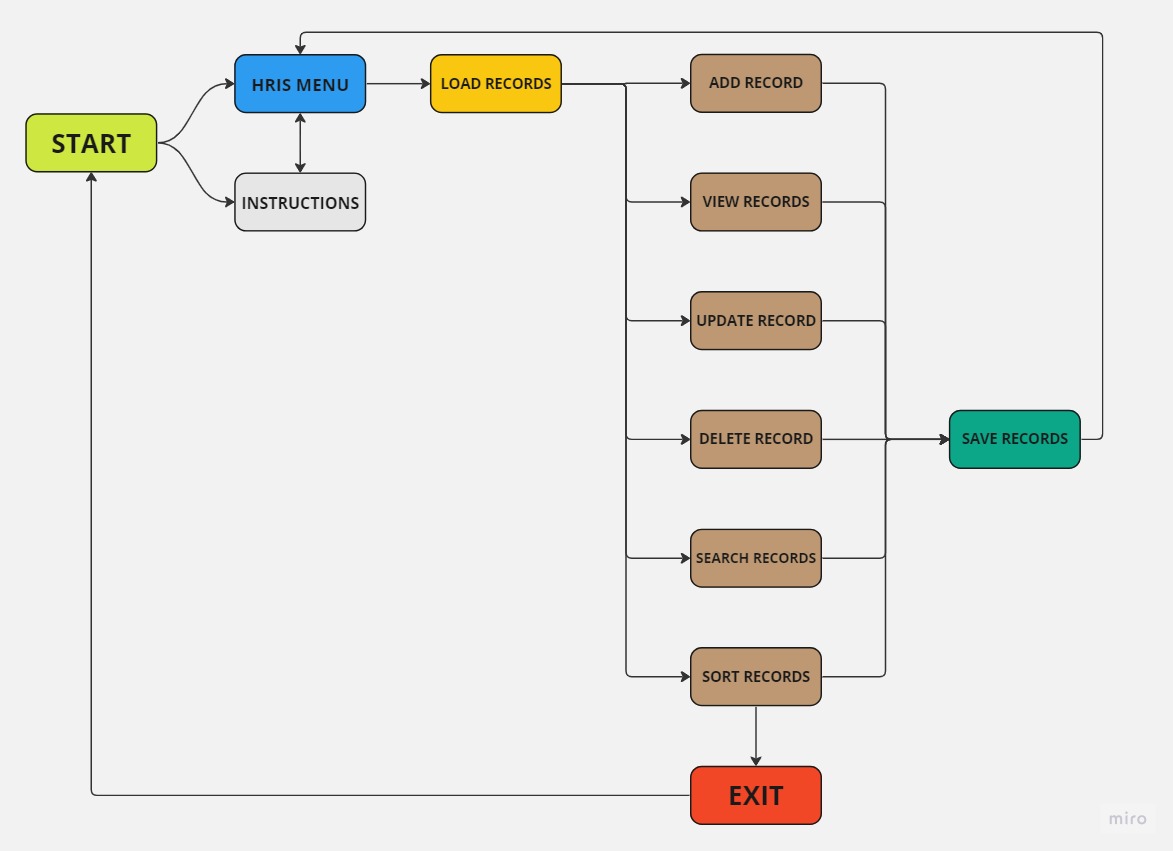 START
HRIS MENU
INSTRUCTIONS
LOAD RECORDS
ADD RECORD
VIEW RECORDS
UPDATE RECORD
DELETE RECORD
SEARCH RECORDS
SORT RECORDS
SAVE RECORDS
EXIT
miro